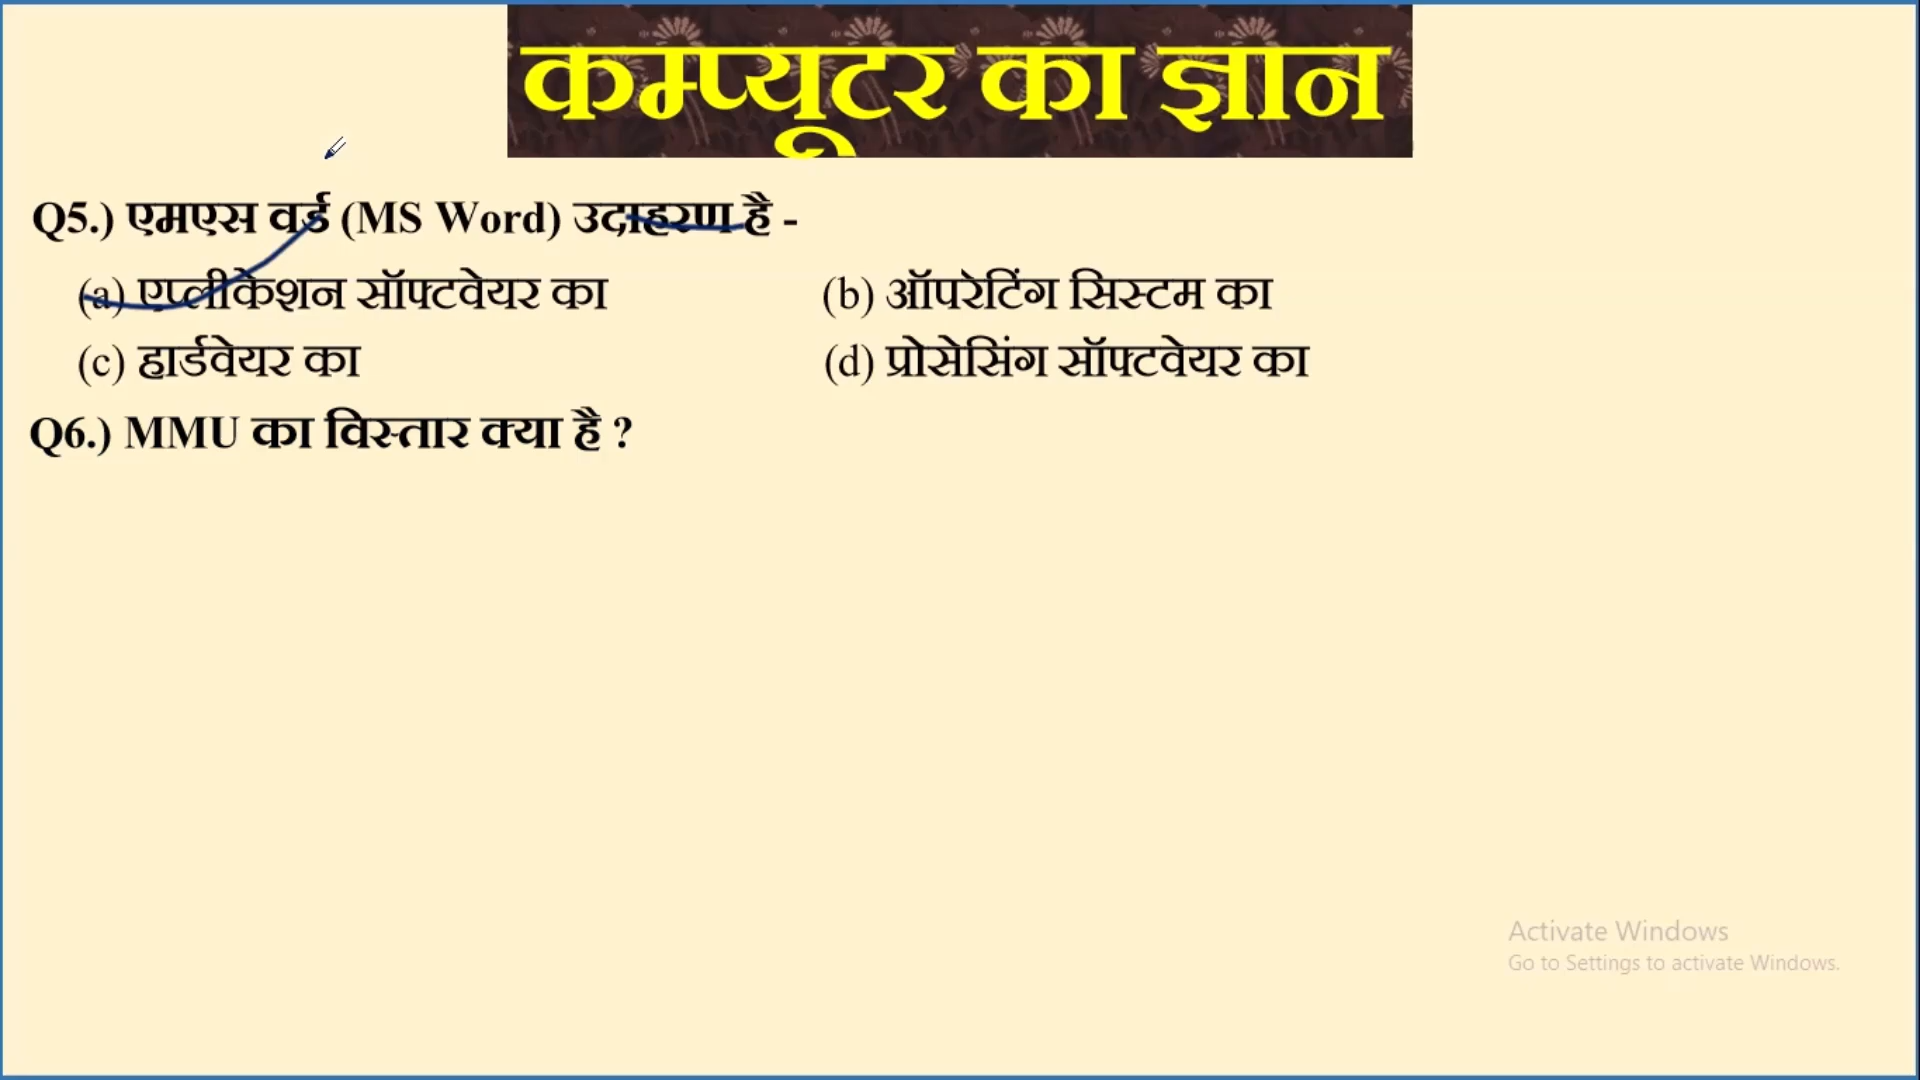 कम्प्यूटर का ज्ञान
Q5.) एमएस वर्ड (MS Word) उदाहरण है -
(a) एप्लीकेशन सॉफ्टवेयर का (b) ऑपरेटिंग सिस्टम का
(c) हार्डवेयर का (d) प्रोसेसिंग सॉफ्टवेयर का
Q6.) MMU का विस्तार क्या है ?
Activate Windows
Go to Settings to activate Windows.